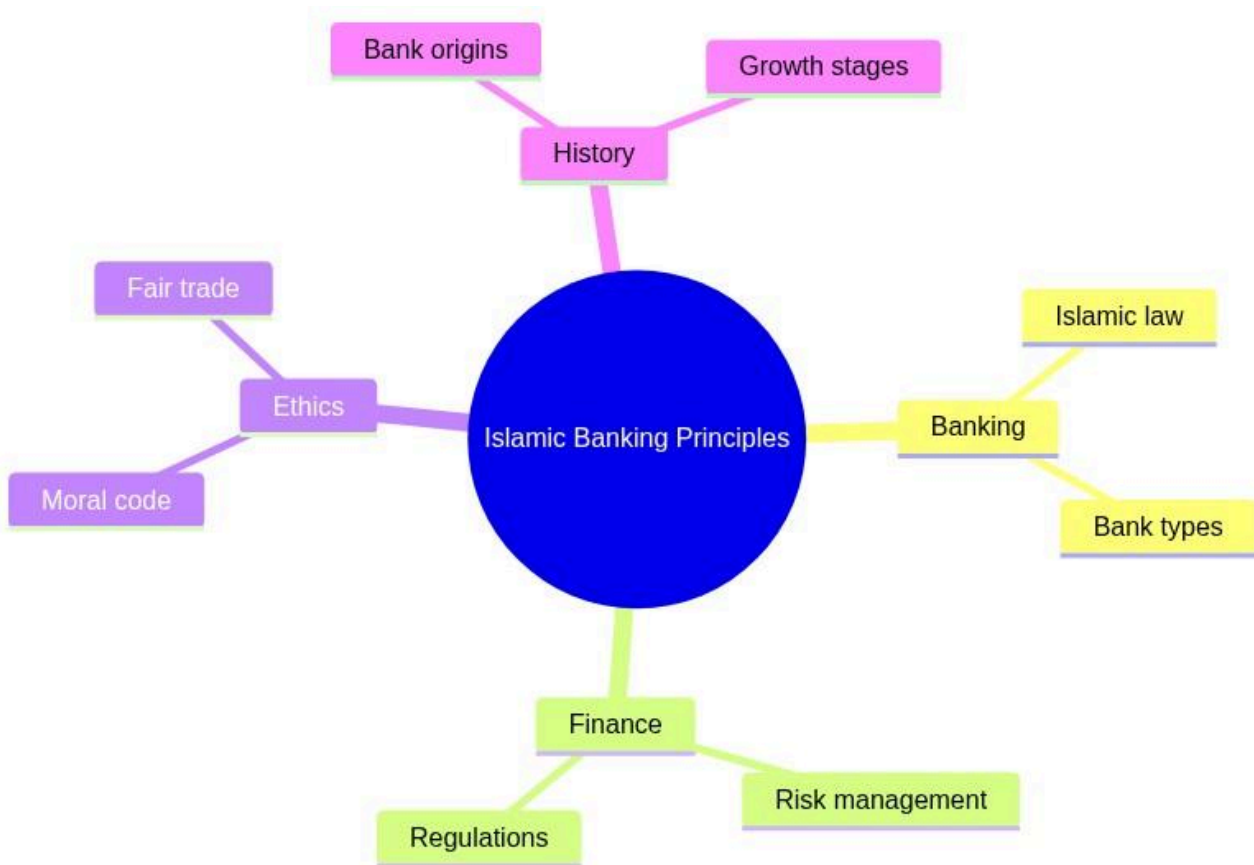 Bank origins
Growth stages
History
Fair trade
Islamic law
Ethics
Banking
Islamic Banking Principles
Moral code
Bank types
Finance
Risk management
Regulations